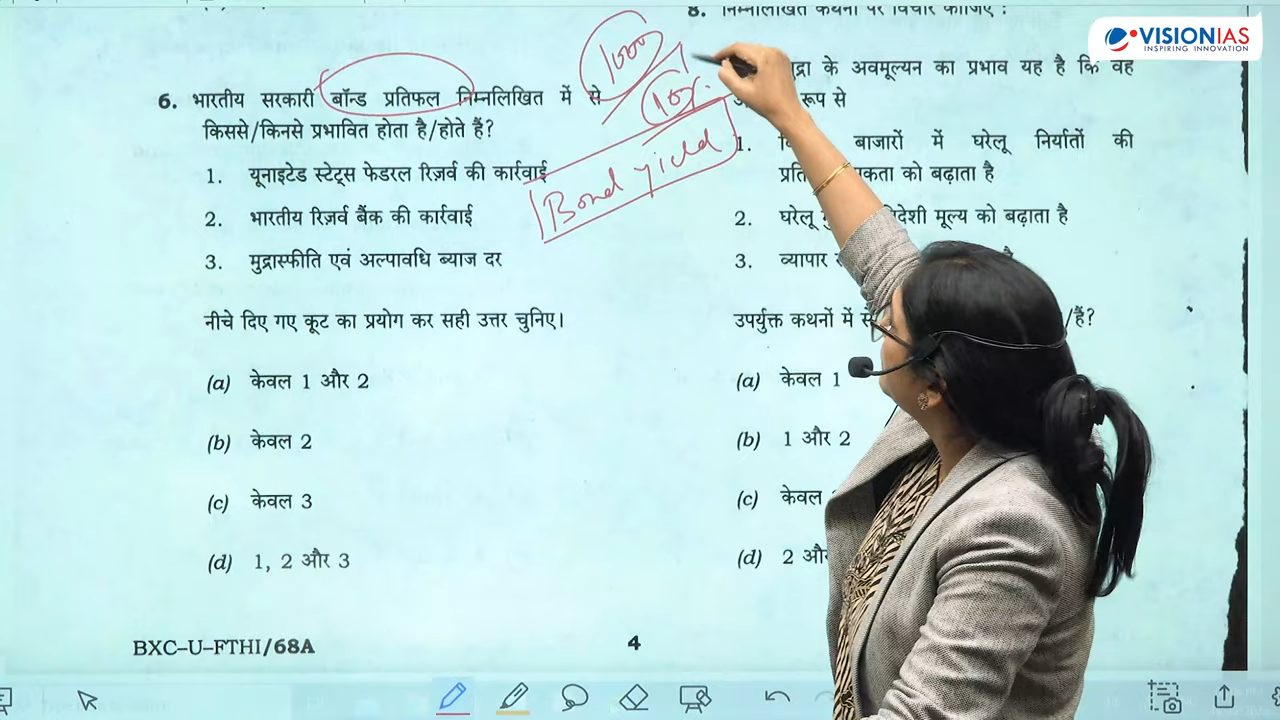 8. निम्नलिखित कथनों पर विचार कीजिए :
VISIONIAS
INSPIRING INNOVATION
6. भारतीय सरकारी बॉन्ड प्रतिफल निम्नलिखित में से
किससे/किनसे प्रभावित होता है/होते हैं?
1. यूनाइटेड स्टेट्स फेडरल रिज़र्व की कार्रवाई
2. भारतीय रिज़र्व बैंक की कार्रवाई
3. मुद्रास्फीति एवं अल्पावधि ब्याज दर
नीचे दिए गए कूट का प्रयोग कर सही उत्तर चुनिए।
(a) केवल 1 और 2
(b) केवल 2
(c) केवल 3
(d) 1, 2 और 3
1000
10%
Bond yield
के अवमूल्यन का प्रभाव यह है कि वह
रूप से
1. बाजारों में घरेलू निर्यातों की
को बढ़ाता है
2. घरेलू मूल्य को बढ़ाता है
3. व्यापार
उपर्युक्त कथनों में /हैं?
(a) केवल 1
(b) 1 और 2
(c) केवल
(d) 2
BXC-U-FTHI/68A
4